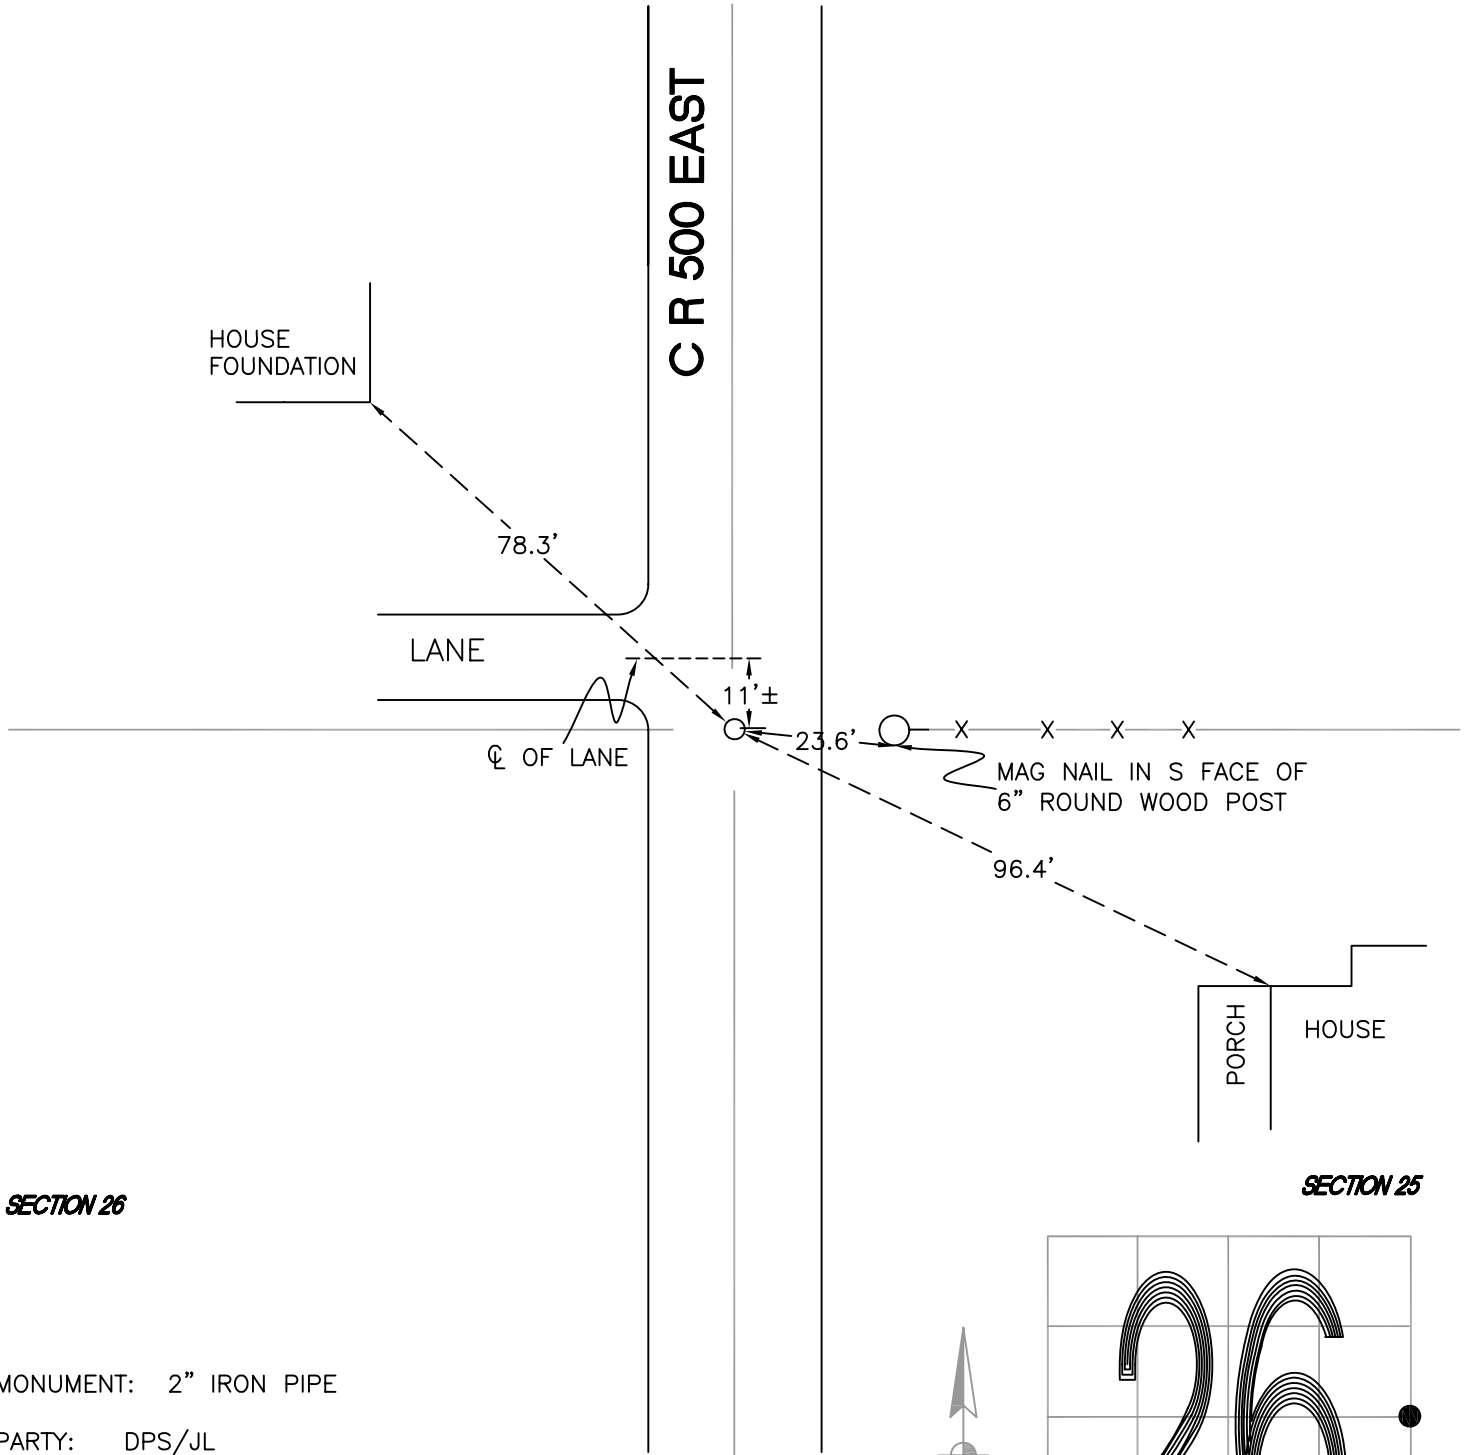 C R 500 EAST
HOUSE
FOUNDATION
78.3’
LANE
11’±
23.6’
℄ OF LANE
X X X X
MAG NAIL IN S FACE OF
6” ROUND WOOD POST
96.4’
PORCH
HOUSE
SECTION 25
SECTION 26
26
MONUMENT: 2” IRON PIPE
PARTY: DPS/JL